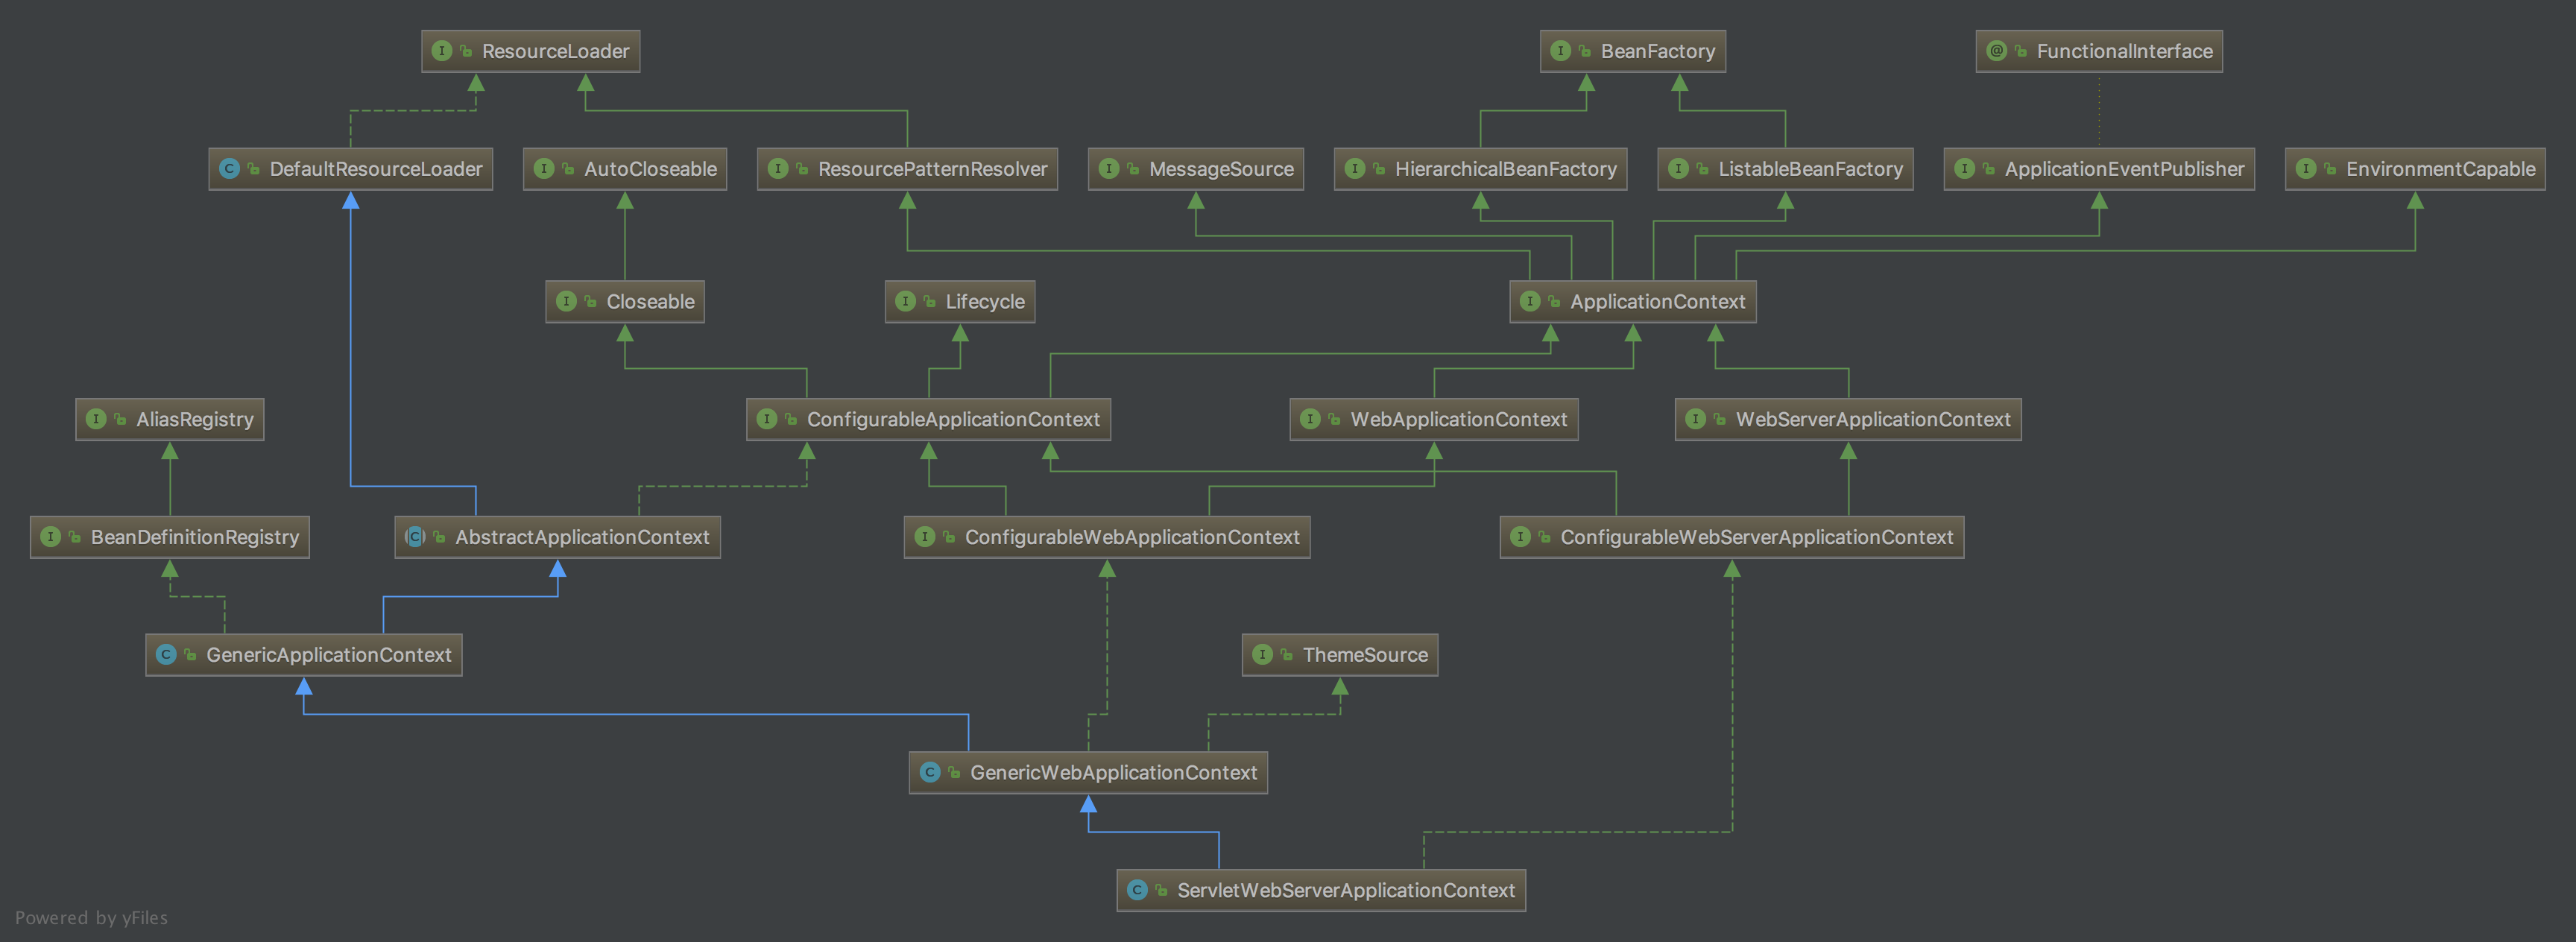 ResourceLoader
BeanFactory
FunctionalInterface
DefaultResourceLoader
AutoCloseable
ResourcePatternResolver
MessageSource
HierarchicalBeanFactory
ListableBeanFactory
ApplicationEventPublisher
EnvironmentCapable
Closeable
Lifecycle
ApplicationContext
AliasRegistry
ConfigurableApplicationContext
WebApplicationContext
WebServerApplicationContext
BeanDefinitionRegistry
AbstractApplicationContext
ConfigurableWebApplicationContext
ConfigurableWebServerApplicationContext
GenericApplicationContext
ThemeSource
GenericWebApplicationContext
ServletWebServerApplicationContext
Powered by yFiles